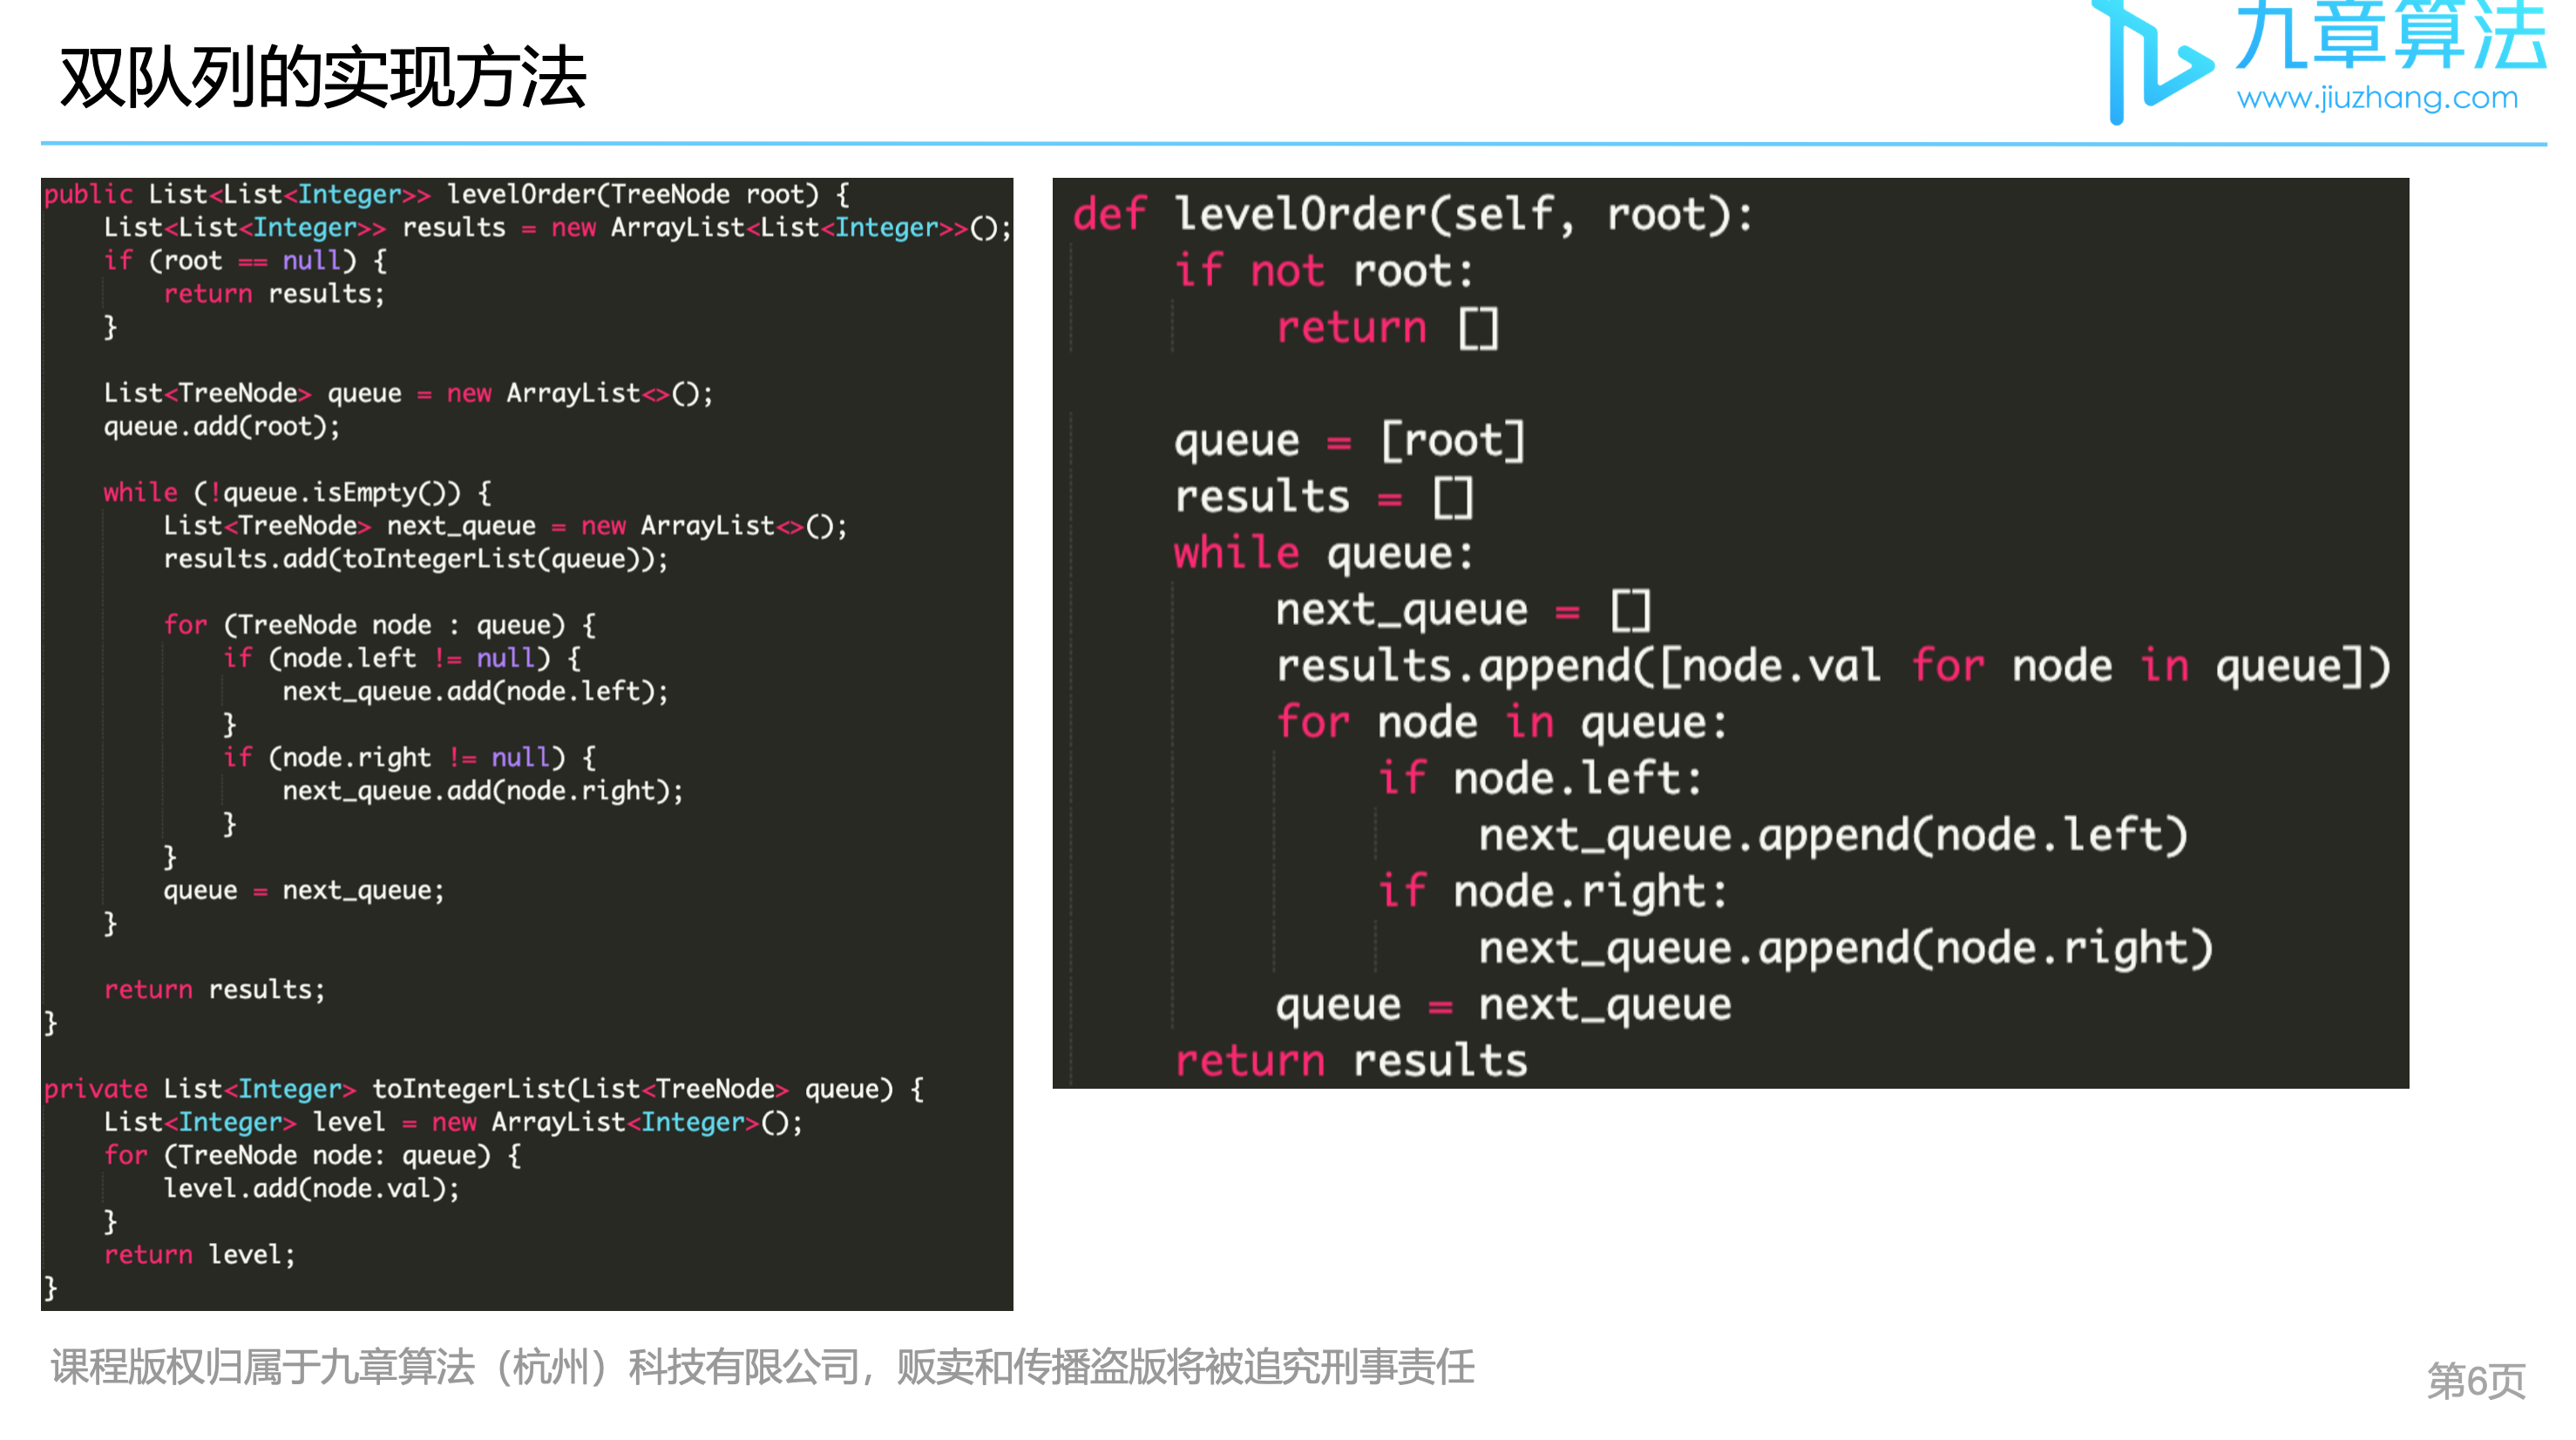 双队列的实现方法
九章算法
www.jiuzhang.com
public List<List<Integer>> levelOrder(TreeNode root) {
    List<List<Integer>> results = new ArrayList<List<Integer>>();
    if (root == null) {
        return results;
    }

    List<TreeNode> queue = new ArrayList<>();
    queue.add(root);

    while (!queue.isEmpty()) {
        List<TreeNode> next_queue = new ArrayList<>();
        results.add(toIntegerList(queue));

        for (TreeNode node : queue) {
            if (node.left != null) {
                next_queue.add(node.left);
            }
            if (node.right != null) {
                next_queue.add(node.right);
            }
        }
        queue = next_queue;
    }

    return results;
}

private List<Integer> toIntegerList(List<TreeNode> queue) {
    List<Integer> level = new ArrayList<Integer>();
    for (TreeNode node: queue) {
        level.add(node.val);
    }
    return level;
}
def levelOrder(self, root):
    if not root:
        return []

    queue = [root]
    results = []
    while queue:
        next_queue = []
        results.append([node.val for node in queue])
        for node in queue:
            if node.left:
                next_queue.append(node.left)
            if node.right:
                next_queue.append(node.right)
        queue = next_queue
    return results
课程版权归属于九章算法（杭州）科技有限公司，贩卖和传播盗版将被追究刑事责任
第6页